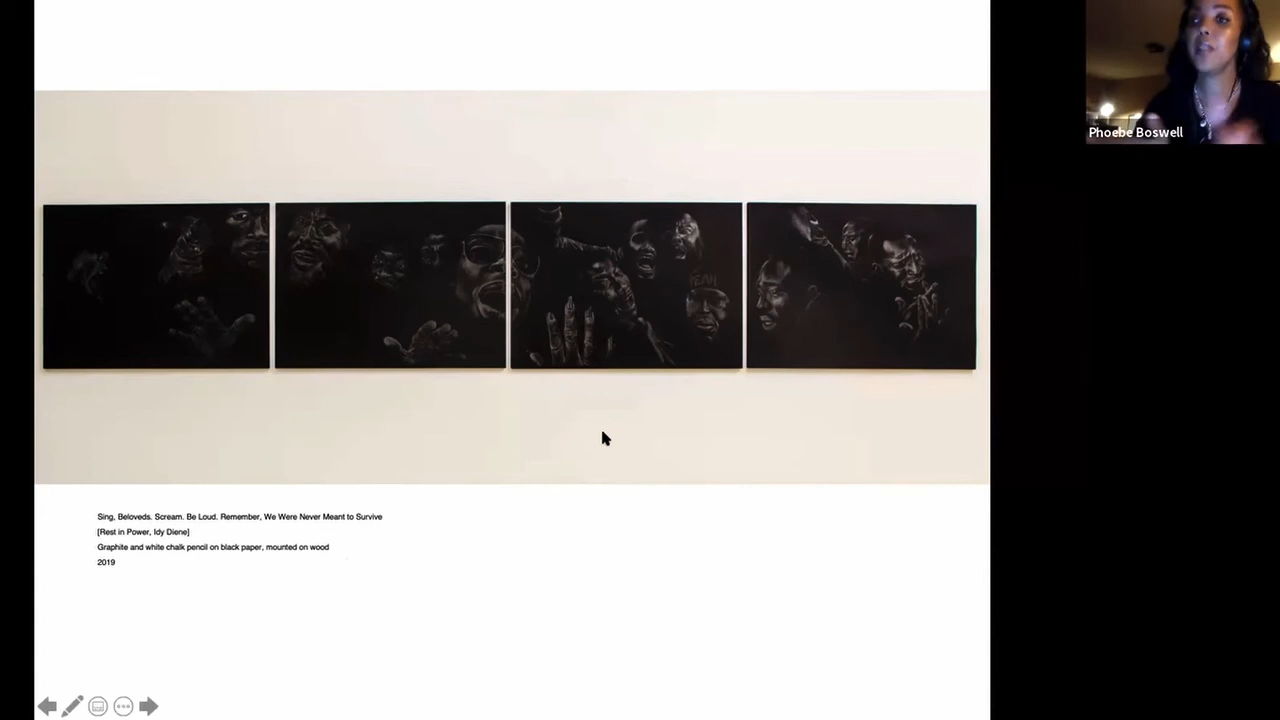 Phoebe Boswell
YEAH
Sing, Beloveds. Scream. Be Loud. Remember, We Were Never Meant to Survive
[Rest in Power, Idy Diene]
Graphite and white chalk pencil on black paper, mounted on wood
2019